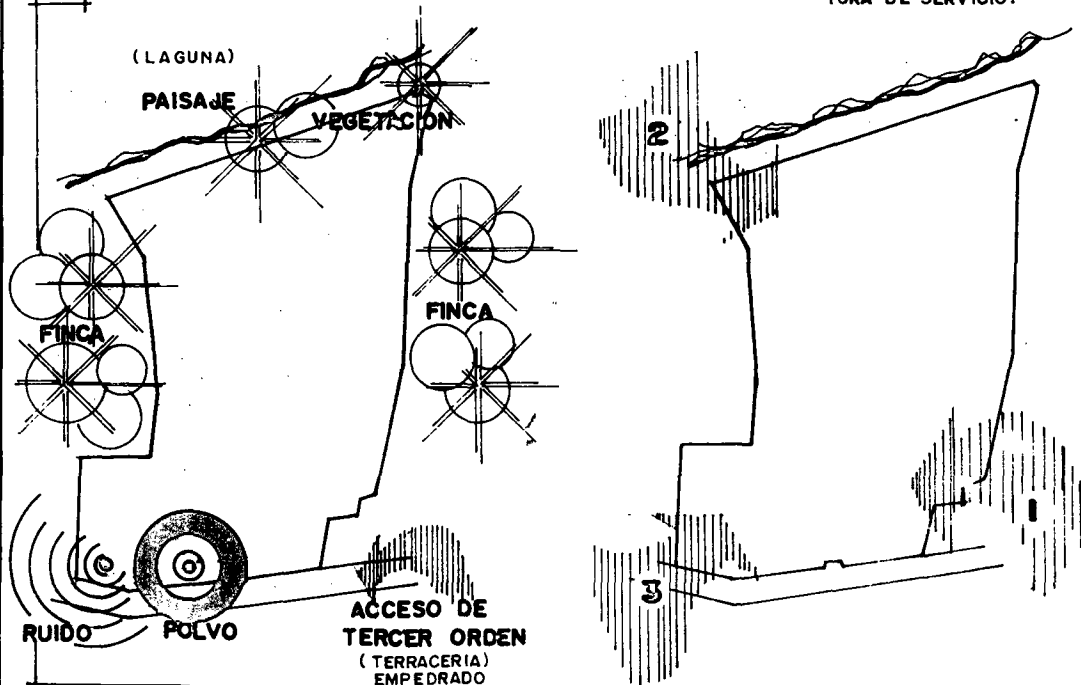 TURA DE SERVICIO.
(LAGUNA)
PAISAJE
VEGETACION
FINCA
FINCA
RUIDO
POLVO
ACCESO DE
TERCER ORDEN
(TERRACERIA)
EMPEDRADO
2
1
3